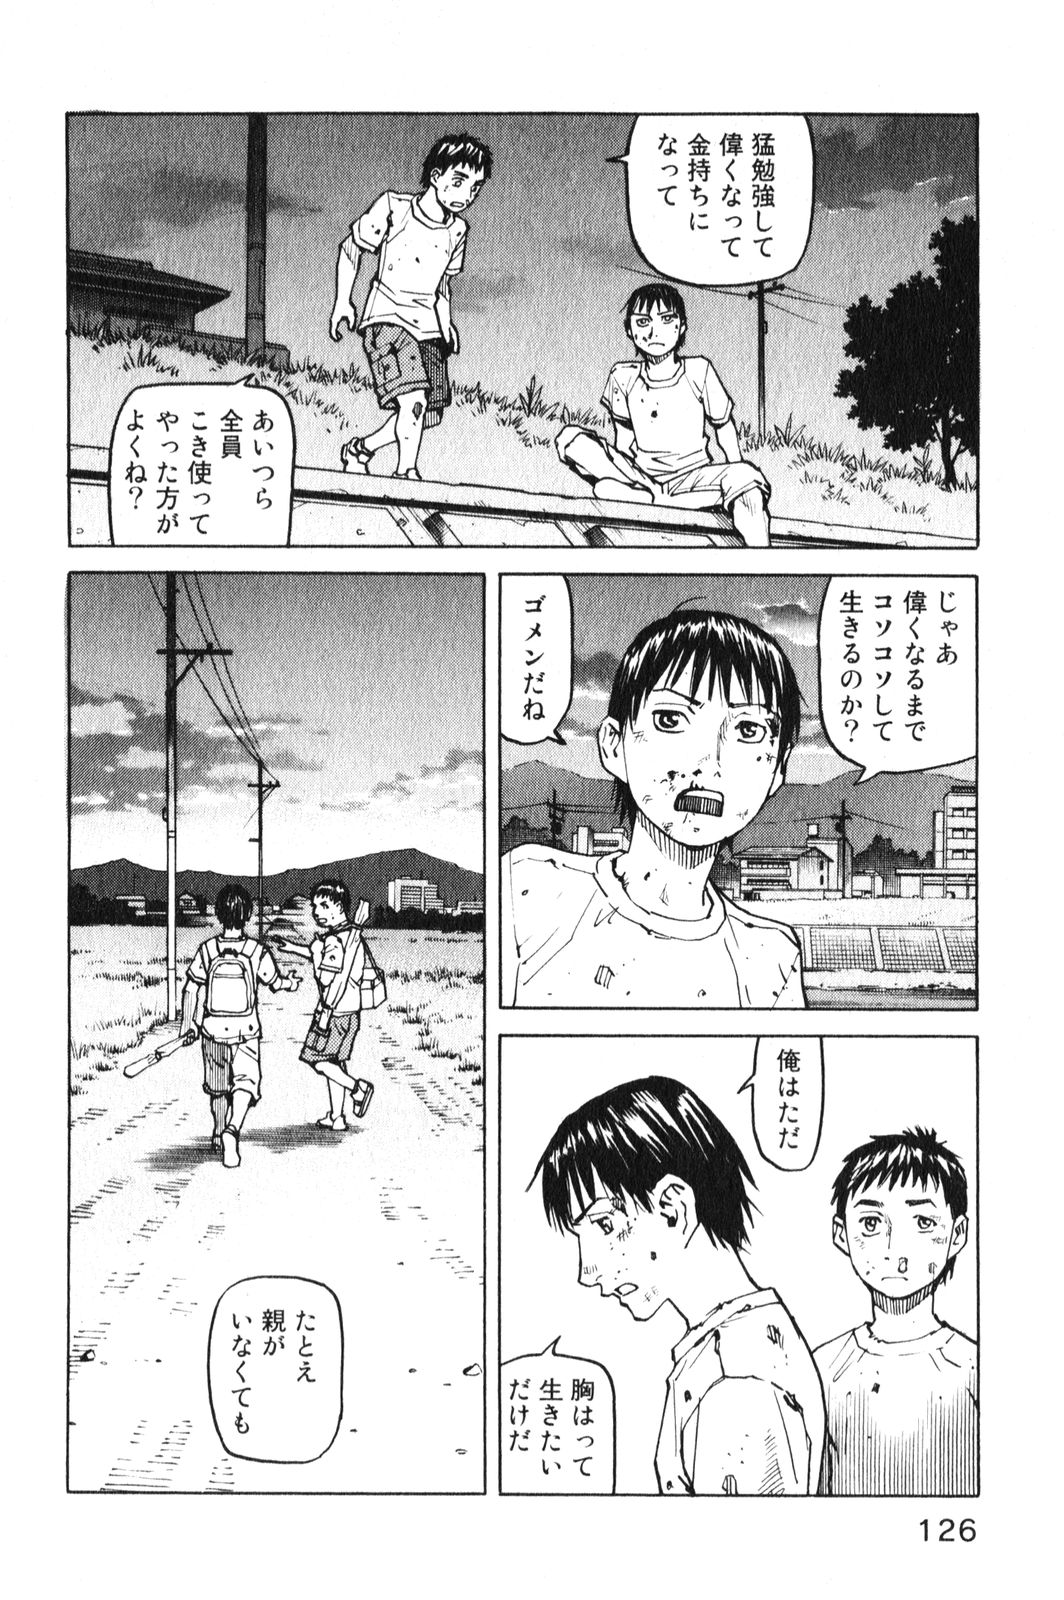 猛勉強して
偉くなって
金持ちに
なって
あいつら
全員
こき使って
やった方が
よくね？
じゃあ
偉くなるまで
コソコソして
生きるのか？
ゴメンだね
俺はただ
胸はって
生きたい
だけだ
たとえ
親が
いなくても
126